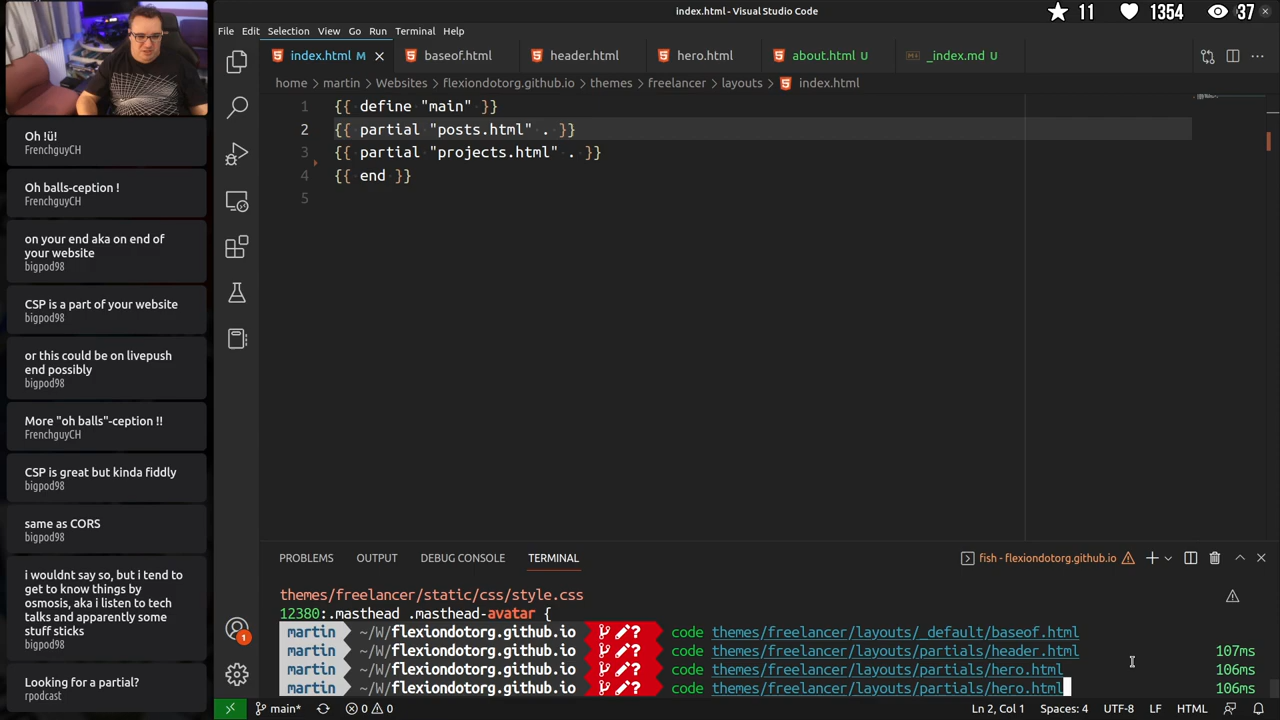 index.html - Visual Studio Code
11
1354
37
File Edit Selection View Go Run Terminal Help
index.html M
baseof.html
header.html
hero.html
about.html U
_index.md U
home
martin
Websites
flexiondotorg.github.io
themes
freelancer
layouts
index.html
1 {{ define "main" }}
2 {{ partial "posts.html" . }}
3 {{ partial "projects.html" . }}
4 {{ end }}
5
Oh !ü!
FrenchguyCH
Oh balls-ception !
FrenchguyCH
on your end aka on end of
your website
bigpod98
CSP is a part of your website
bigpod98
or this could be on livepush
end possibly
bigpod98
More "oh balls"-ception !!
FrenchguyCH
CSP is great but kinda fiddly
bigpod98
same as CORS
bigpod98
i wouldnt say so, but i tend to
get to know things by
osmosis, aka i listen to tech
talks and apparently some
stuff sticks
bigpod98
Looking for a partial?
rpodcast
1
PROBLEMS OUTPUT DEBUG CONSOLE TERMINAL
fish - flexiondotorg.github.io
themes/freelancer/static/css/style.css
12380:.masthead .masthead-avatar {
martin ~/W/flexiondotorg.github.io ? code themes/freelancer/layouts/_default/baseof.html
martin ~/W/flexiondotorg.github.io ? code themes/freelancer/layouts/partials/header.html 107ms
martin ~/W/flexiondotorg.github.io ? code themes/freelancer/layouts/partials/hero.html 106ms
martin ~/W/flexiondotorg.github.io ? code themes/freelancer/layouts/partials/hero.html 106ms
main* 0 0 Ln 2, Col 1 Spaces: 4 UTF-8 LF HTML